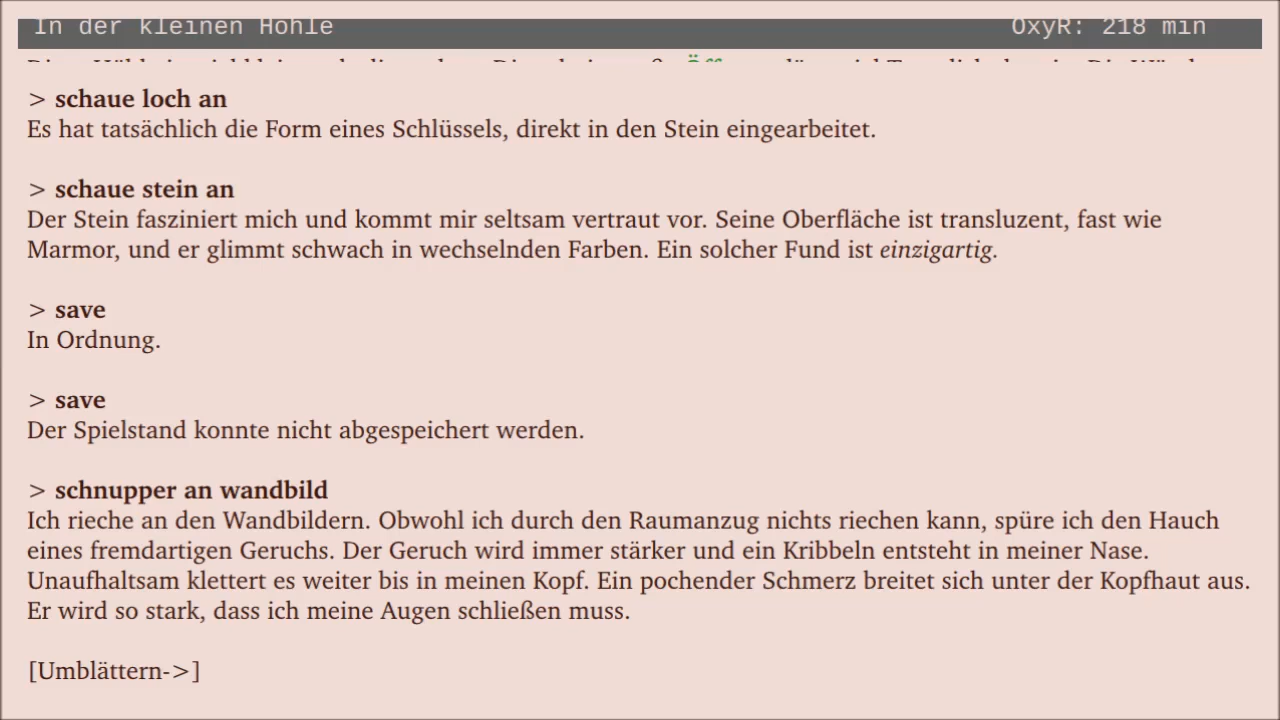 In der kleinen Höhle OxyR: 218 min
> schaue loch an
Es hat tatsächlich die Form eines Schlüssels, direkt in den Stein eingearbeitet.
> schaue stein an
Der Stein fasziniert mich und kommt mir seltsam vertraut vor. Seine Oberfläche ist transluzent, fast wie
Marmor, und er glimmt schwach in wechselnden Farben. Ein solcher Fund ist einzigartig.
> save
In Ordnung.
> save
Der Spielstand konnte nicht abgespeichert werden.
> schnupper an wandbild
Ich rieche an den Wandbildern. Obwohl ich durch den Raumanzug nichts riechen kann, spüre ich den Hauch
eines fremdartigen Geruchs. Der Geruch wird immer stärker und ein Kribbeln entsteht in meiner Nase.
Unaufhaltsam klettert es weiter bis in meinen Kopf. Ein pochender Schmerz breitet sich unter der Kopfhaut aus.
Er wird so stark, dass ich meine Augen schließen muss.
[Umblättern->]